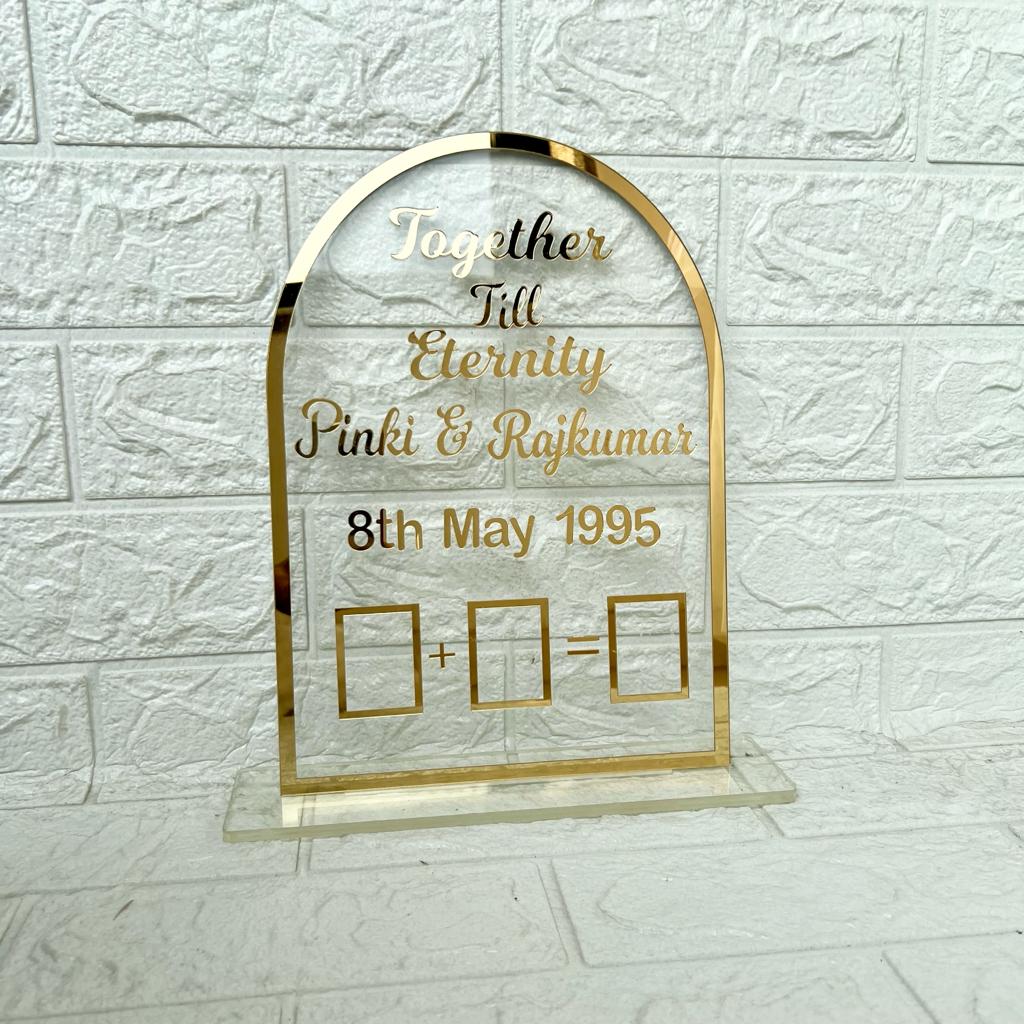 Together
Till
Eternity
Pinki & Rajkumar
8th May 1995
+ =